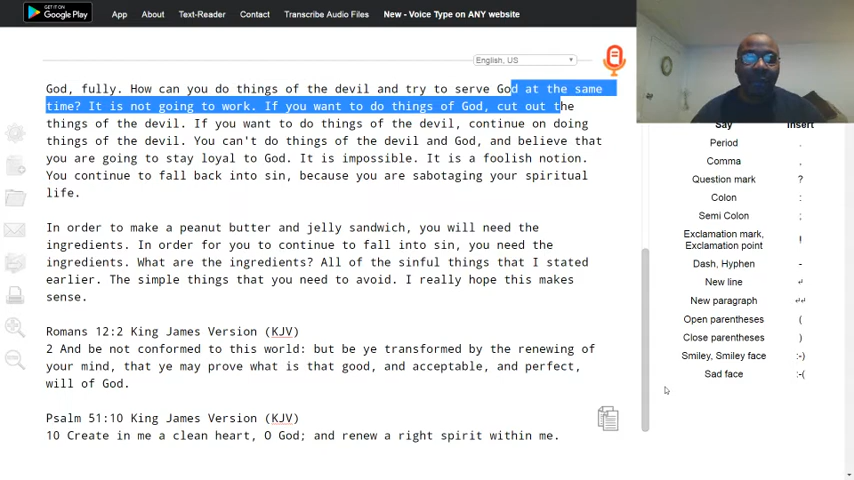 GET IT ON
Google Play
App
About
Text-Reader
Contact
Transcribe Audio Files
New - Voice Type on ANY website
English, US
God, fully. How can you do things of the devil and try to serve God at the same
time? It is not going to work. If you want to do things of God, cut out the
things of the devil. If you want to do things of the devil, continue on doing
things of the devil. You can't do things of the devil and God, and believe that
you are going to stay loyal to God. It is impossible. It is a foolish notion.
You continue to fall back into sin, because you are sabotaging your spiritual
life.
In order to make a peanut butter and jelly sandwich, you will need the
ingredients. In order for you to continue to fall into sin, you need the
ingredients. What are the ingredients? All of the sinful things that I stated
earlier. The simple things that you need to avoid. I really hope this makes
sense.
Romans 12:2 King James Version (KJV)
2 And be not conformed to this world: but be ye transformed by the renewing of
your mind, that ye may prove what is that good, and acceptable, and perfect,
will of God.
Psalm 51:10 King James Version (KJV)
10 Create in me a clean heart, O God; and renew a right spirit within me.
Say Insert
Period .
Comma ,
Question mark ?
Colon :
Semi Colon ;
Exclamation mark,
Exclamation point !
Dash, Hyphen -
New line ↵
New paragraph ↵↵
Open parentheses (
Close parentheses )
Smiley, Smiley face :-)
Sad face :-(